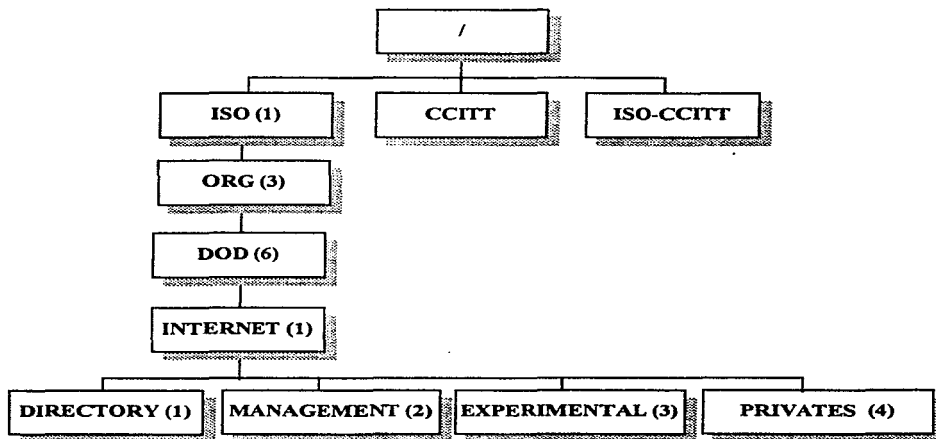 /
ISO (1) CCITT ISO-CCITT
ORG (3)
DOD (6)
INTERNET (1)
DIRECTORY (1) MANAGEMENT (2) EXPERIMENTAL (3) PRIVATES (4)